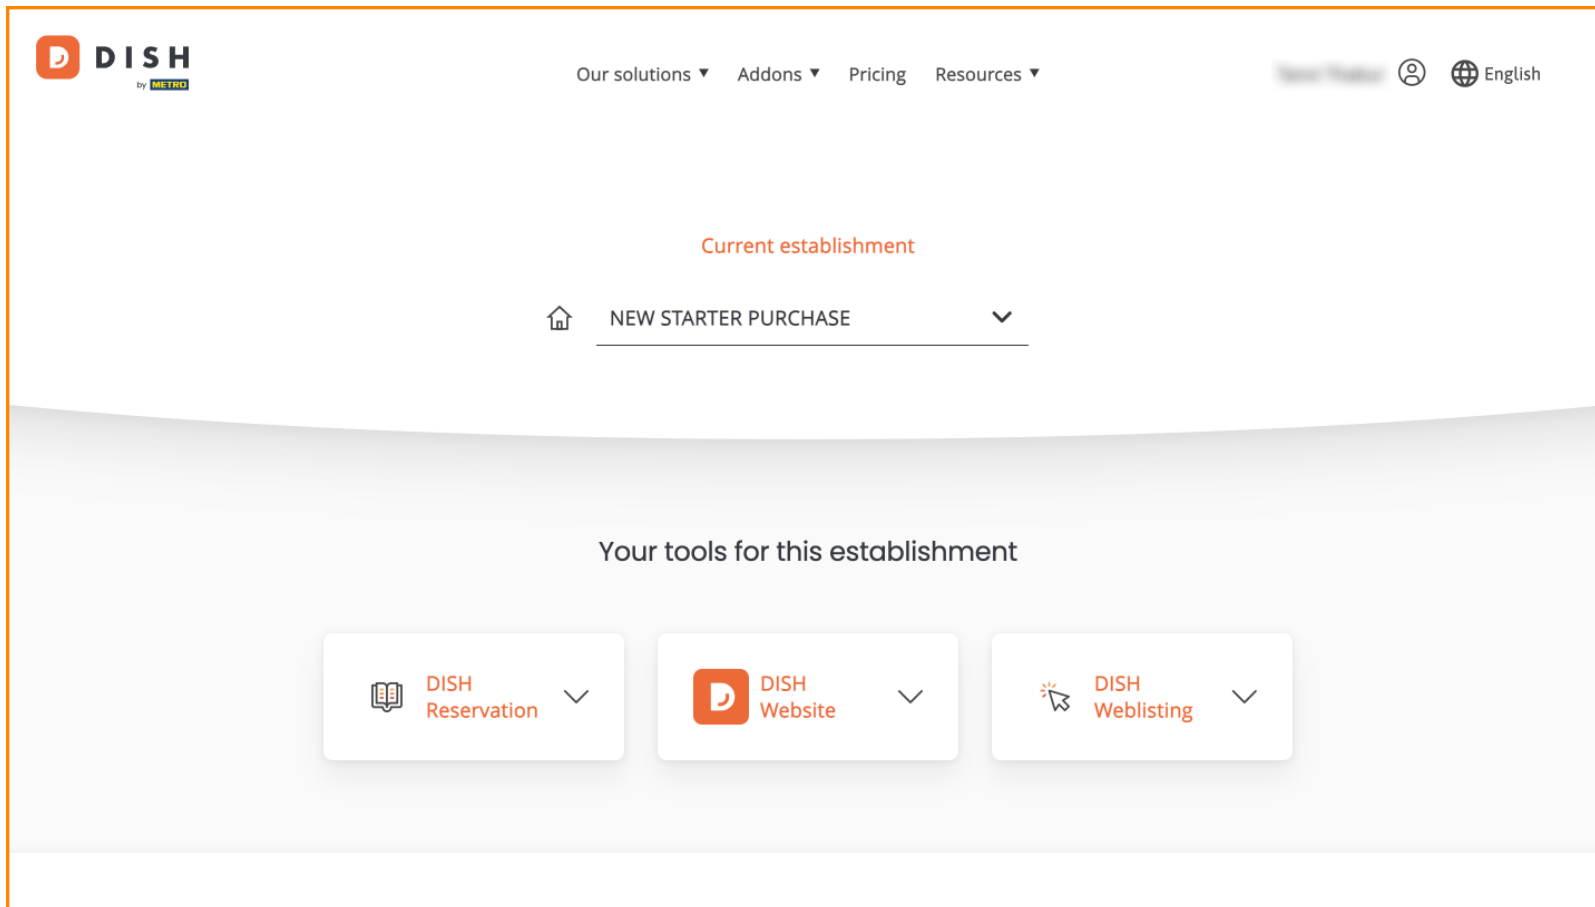 DISH
by METRO
Our solutions ▼ Addons ▼ Pricing Resources ▼
English
Current establishment
NEW STARTER PURCHASE
Your tools for this establishment
DISH
Reservation
DISH
Website
DISH
Weblisting